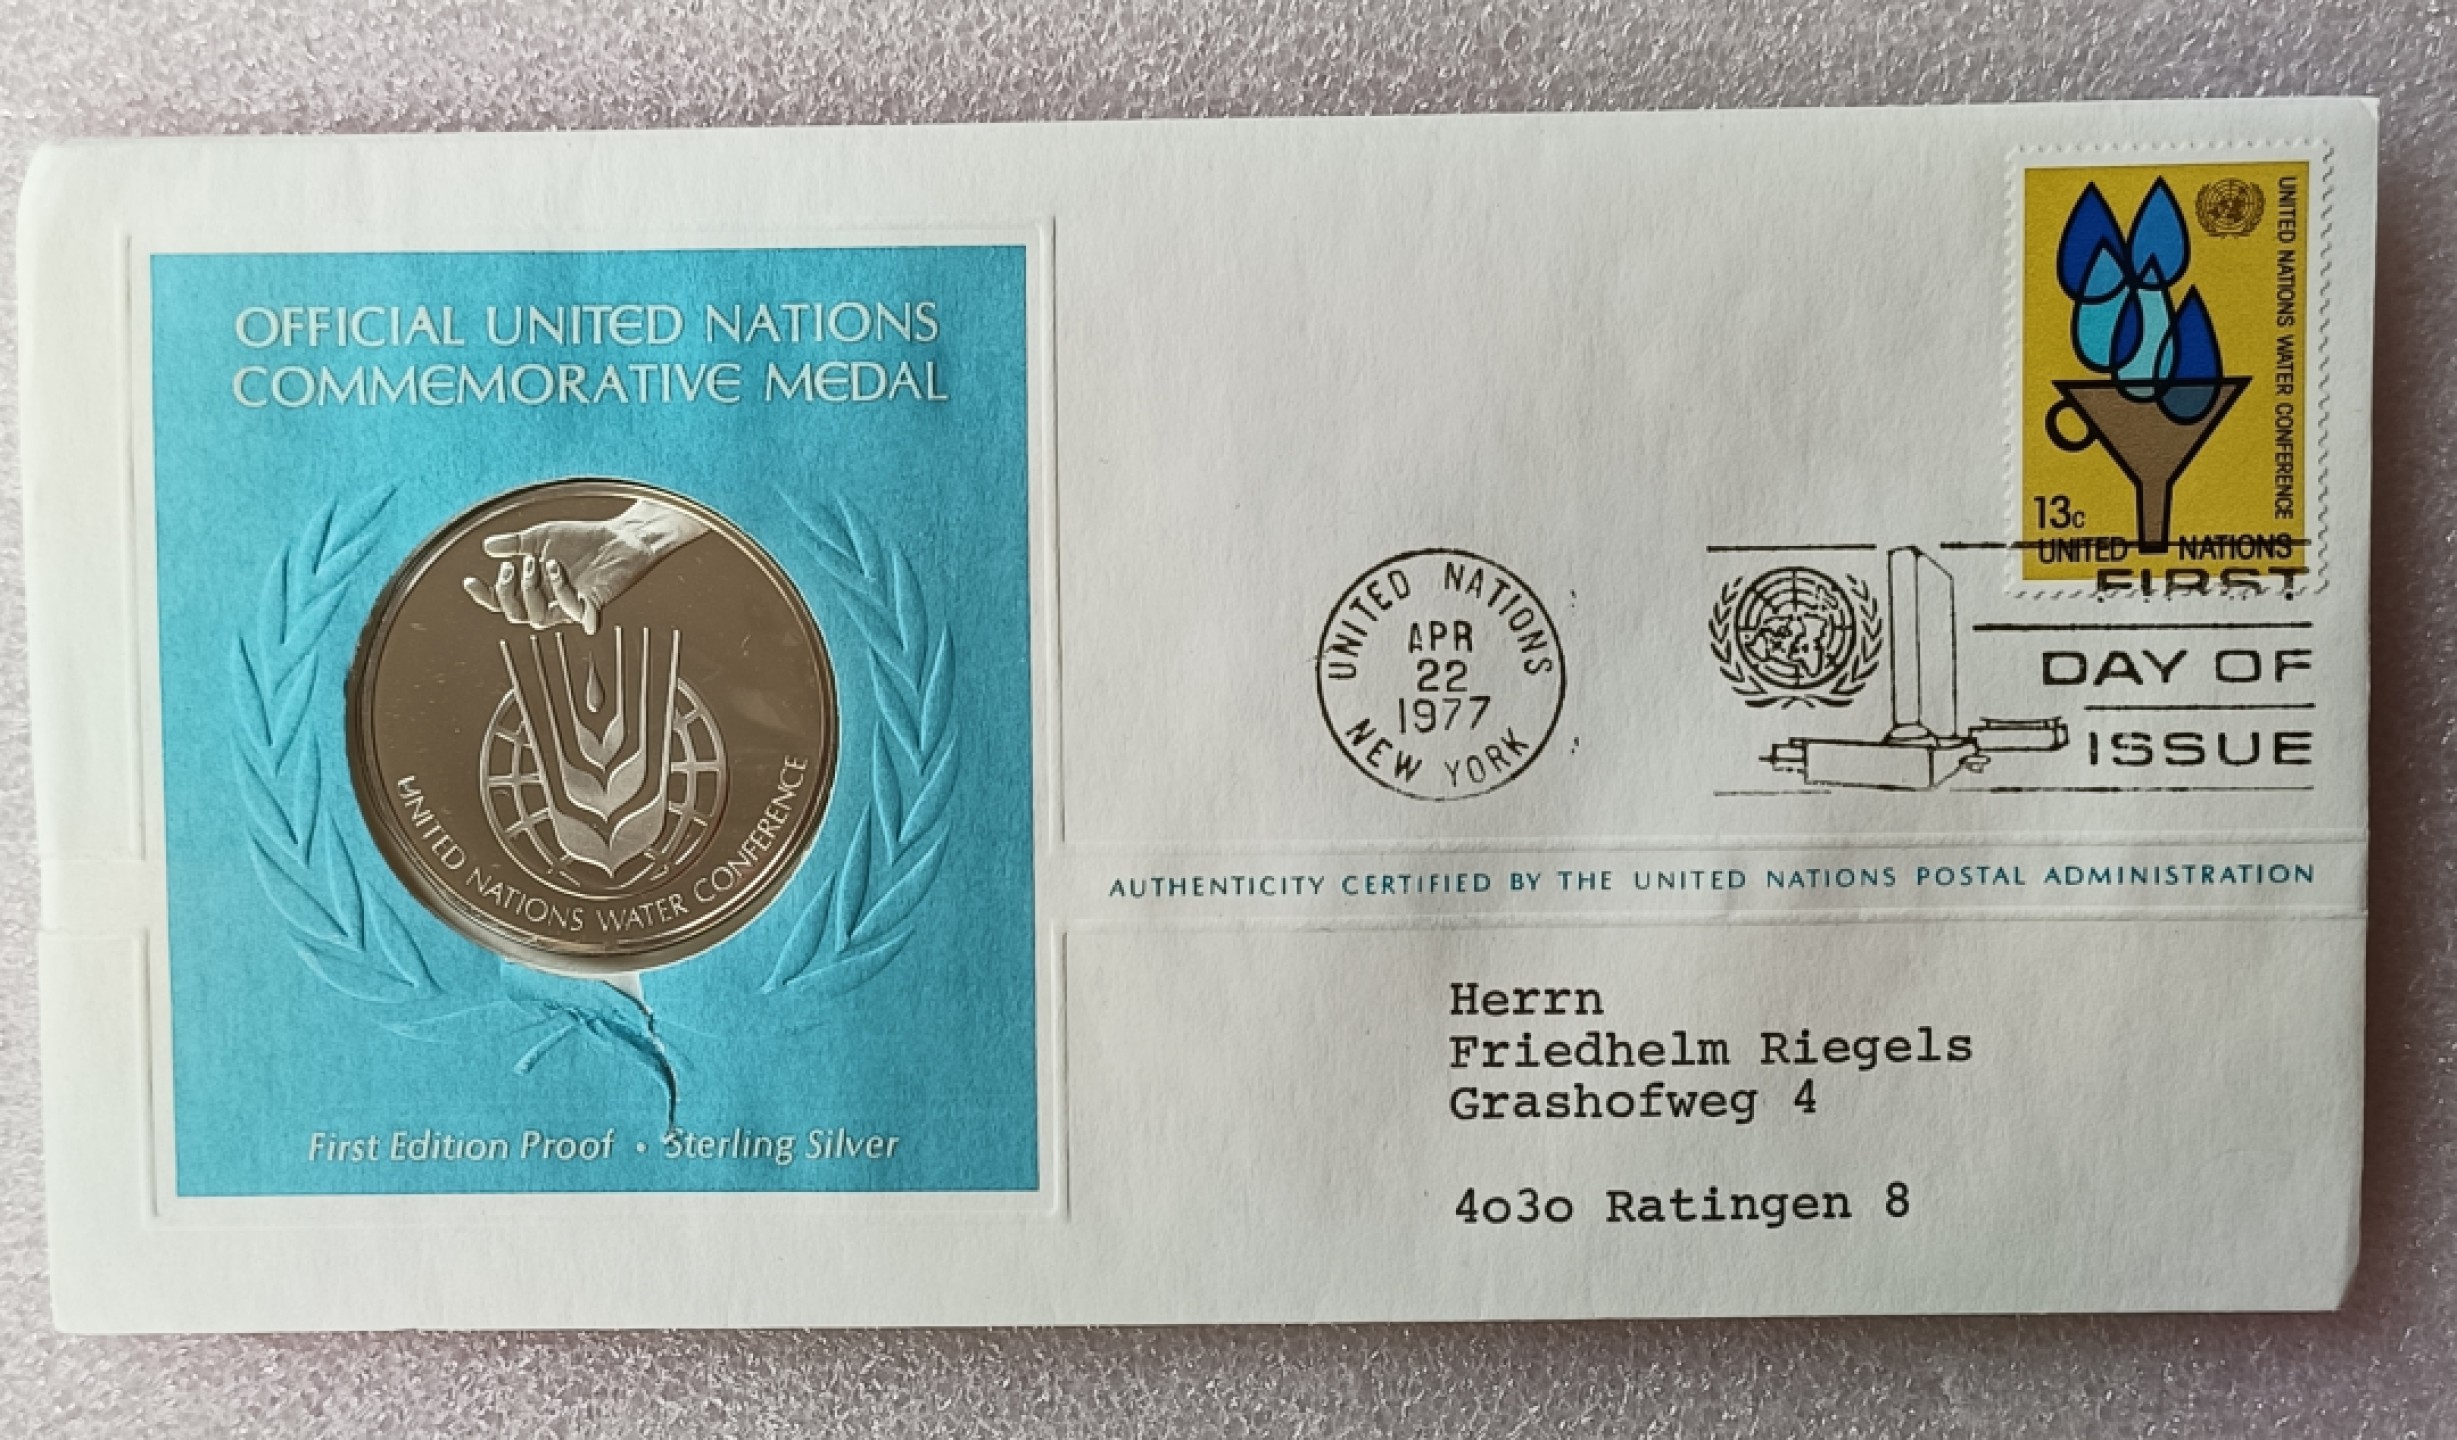 OFFICIAL UNITED NATIONS
COMMEMORATIVE MEDAL
UNITED NATIONS WATER CONFERENCE
First Edition Proof • Sterling Silver
UNITED NATIONS WATER CONFERENCE
13c
UNITED NATIONS
UNITED NATIONS
APR
22
1977
NEW YORK
FIRST
DAY OF
ISSUE
AUTHENTICITY CERTIFIED BY THE UNITED NATIONS POSTAL ADMINISTRATION
Herrn
Friedhelm Riegels
Grashofweg 4
4o3o Ratingen 8